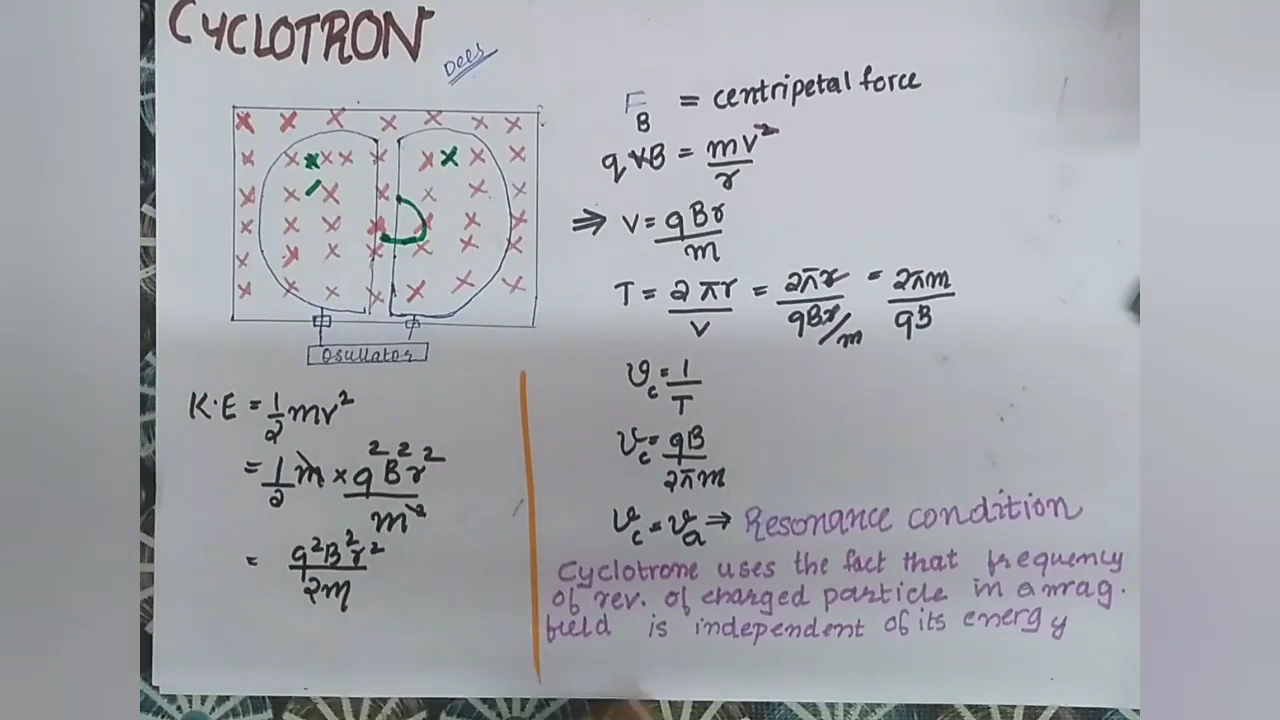 CYCLOTRON
Dees
Oscillator
K.E = 1/2 mv²
= 1/2 m × q²B²r²/m²
= q²B²r²/2m
F_B = centripetal force
qVB = mv²/r
⇒ V = qBr/m
T = 2πr/V = 2πr/(qBr/m) = 2πm/qB
ν_c = 1/T
ν_c = qB/2πm
ν_c = ν_a ⇒ Resonance condition
Cyclotrone uses the fact that frequency
of rev. of charged particle in a mag.
field is independent of its energy